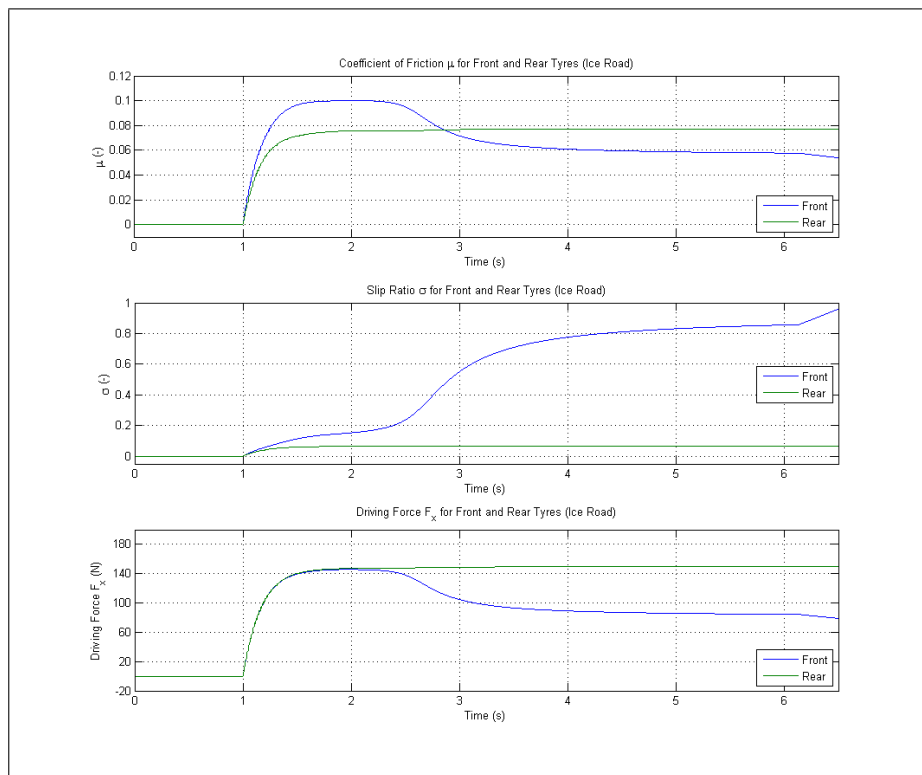 Coefficient of Friction μ for Front and Rear Tyres (Ice Road)
0.12
0.1
0.08
0.06
0.04
0.02
0
μ (-)
Front
Rear
0 1 2 3 4 5 6
Time (s)
Slip Ratio σ for Front and Rear Tyres (Ice Road)
1
0.8
0.6
0.4
0.2
0
σ (-)
Front
Rear
0 1 2 3 4 5 6
Time (s)
Driving Force F_x for Front and Rear Tyres (Ice Road)
180
140
100
60
20
-20
Driving Force F_x (N)
Front
Rear
0 1 2 3 4 5 6
Time (s)